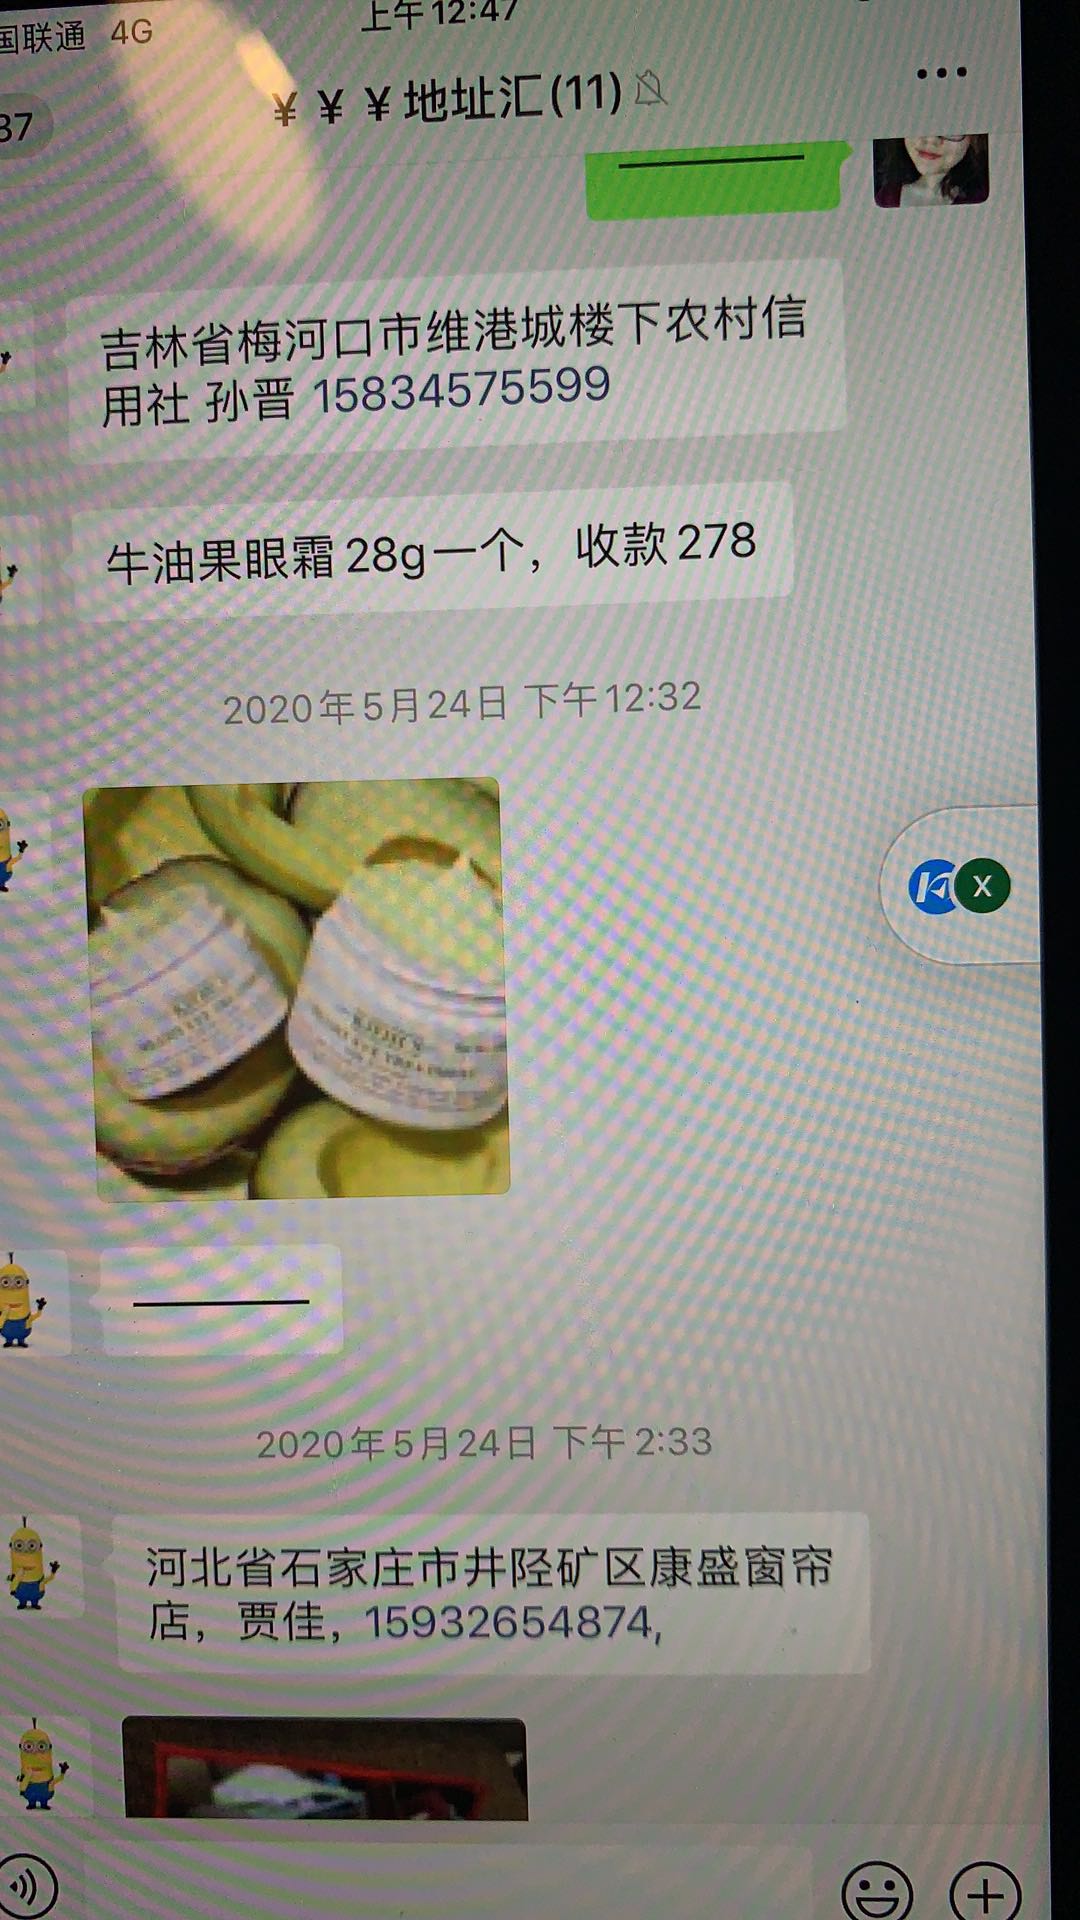 国联通 4G
上午12:47
37
¥ ¥ ¥地址汇(11)
吉林省梅河口市维港城楼下农村信
用社 孙晋 15834575599
牛油果眼霜28g一个，收款278
2020年5月24日 下午12:32
KIEHL'S
2020年5月24日 下午2:33
河北省石家庄市井陉矿区康盛窗帘
店，贾佳，15932654874,
X